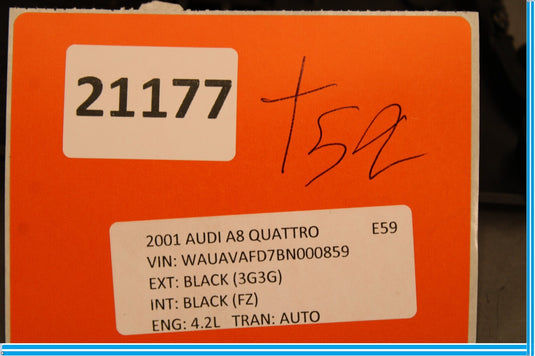 21177
t52
2001 AUDI A8 QUATTRO E59
VIN: WAUAVAFD7BN000859
EXT: BLACK (3G3G)
INT: BLACK (FZ)
ENG: 4.2L TRAN: AUTO